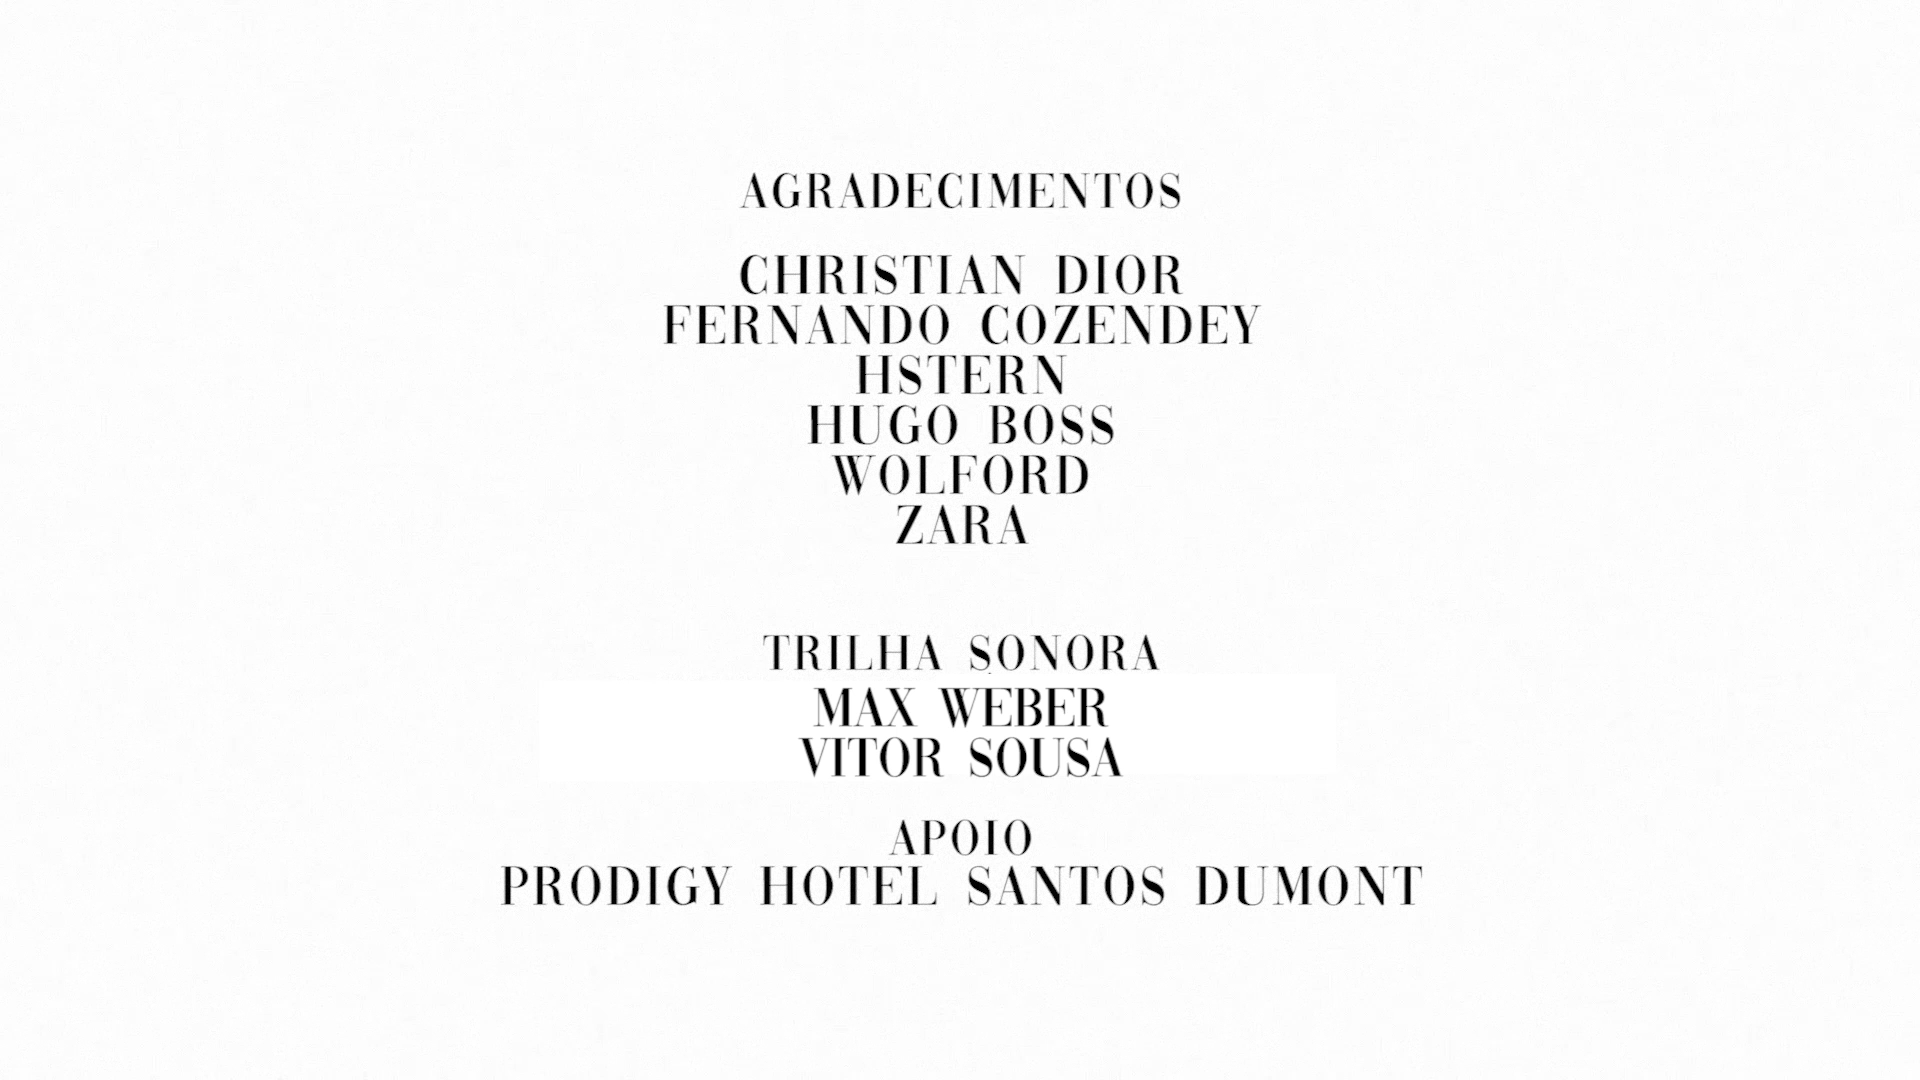 AGRADECIMENTOS
CHRISTIAN DIOR
FERNANDO COZENDEY
HSTERN
HUGO BOSS
WOLFORD
ZARA
TRILHA SONORA
MAX WEBER
VITOR SOUSA
APOIO
PRODIGY HOTEL SANTOS DUMONT